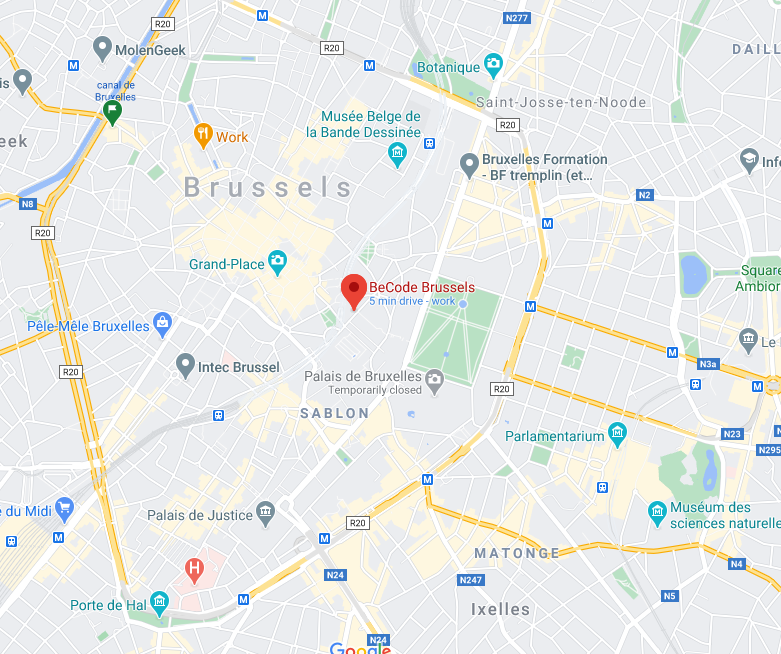 N277
R20
M
R20
MolenGeek
M
M
Botanique
DAILL
is
canal de
Bruxelles
Saint-Josse-ten-Noode
Musée Belge de
la Bande Dessinée
R20
eek
Work
Bruxelles Formation
- BF tremplin (et...
Info
Brussels
N2
N8
M
R20
Grand-Place
Square
Ambior
BeCode Brussels
5 min drive - work
M
Pêle-Mêle Bruxelles
Le
M
Intec Brussel
N3a
R20
Palais de Bruxelles
Temporarily closed
R20
M
SABLON
Parlamentarium
N23
N295
M
e du Midi
Palais de Justice
R20
Muséum des
sciences naturelle
M
M
MATONGE
M
N4
H
N24
N247
N5
Porte de Hal
M
Ixelles
N24
Google